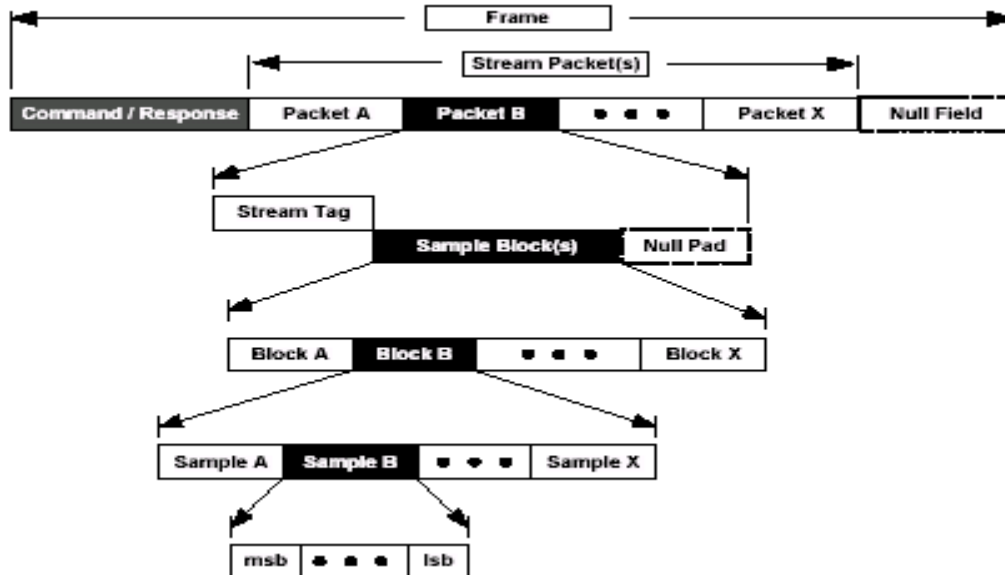 Frame
Stream Packet(s)
Command / Response Packet A Packet B • • • Packet X Null Field
Stream Tag
Sample Block(s) Null Pad
Block A Block B • • • Block X
Sample A Sample B • • • Sample X
msb • • • lsb